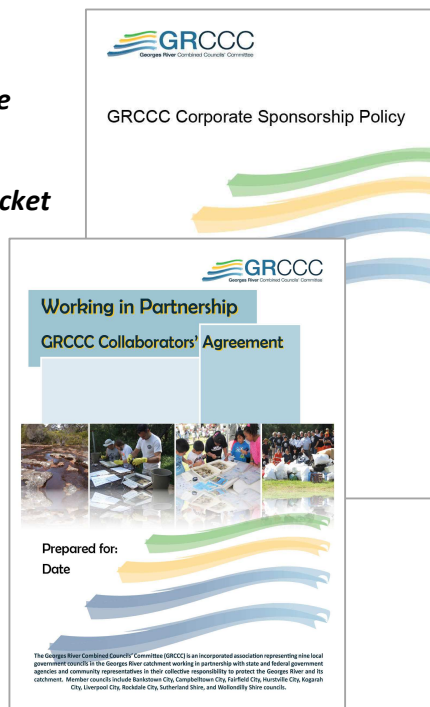 e
cket
GRCCC
Georges River Combined Councils' Committee
GRCCC Corporate Sponsorship Policy
GRCCC
Georges River Combined Councils' Committee
Working in Partnership
GRCCC Collaborators' Agreement
Prepared for:
Date
The Georges River Combined Councils' Committee (GRCCC) is an incorporated association representing nine local
government councils in the Georges River catchment working in partnership with state and federal government
agencies and community representatives in their collective responsibility to protect the Georges River and its
catchment. Member councils include Bankstown City, Campbelltown City, Fairfield City, Hurstville City, Kogarah
City, Liverpool City, Rockdale City, Sutherland Shire, and Wollondilly Shire councils.